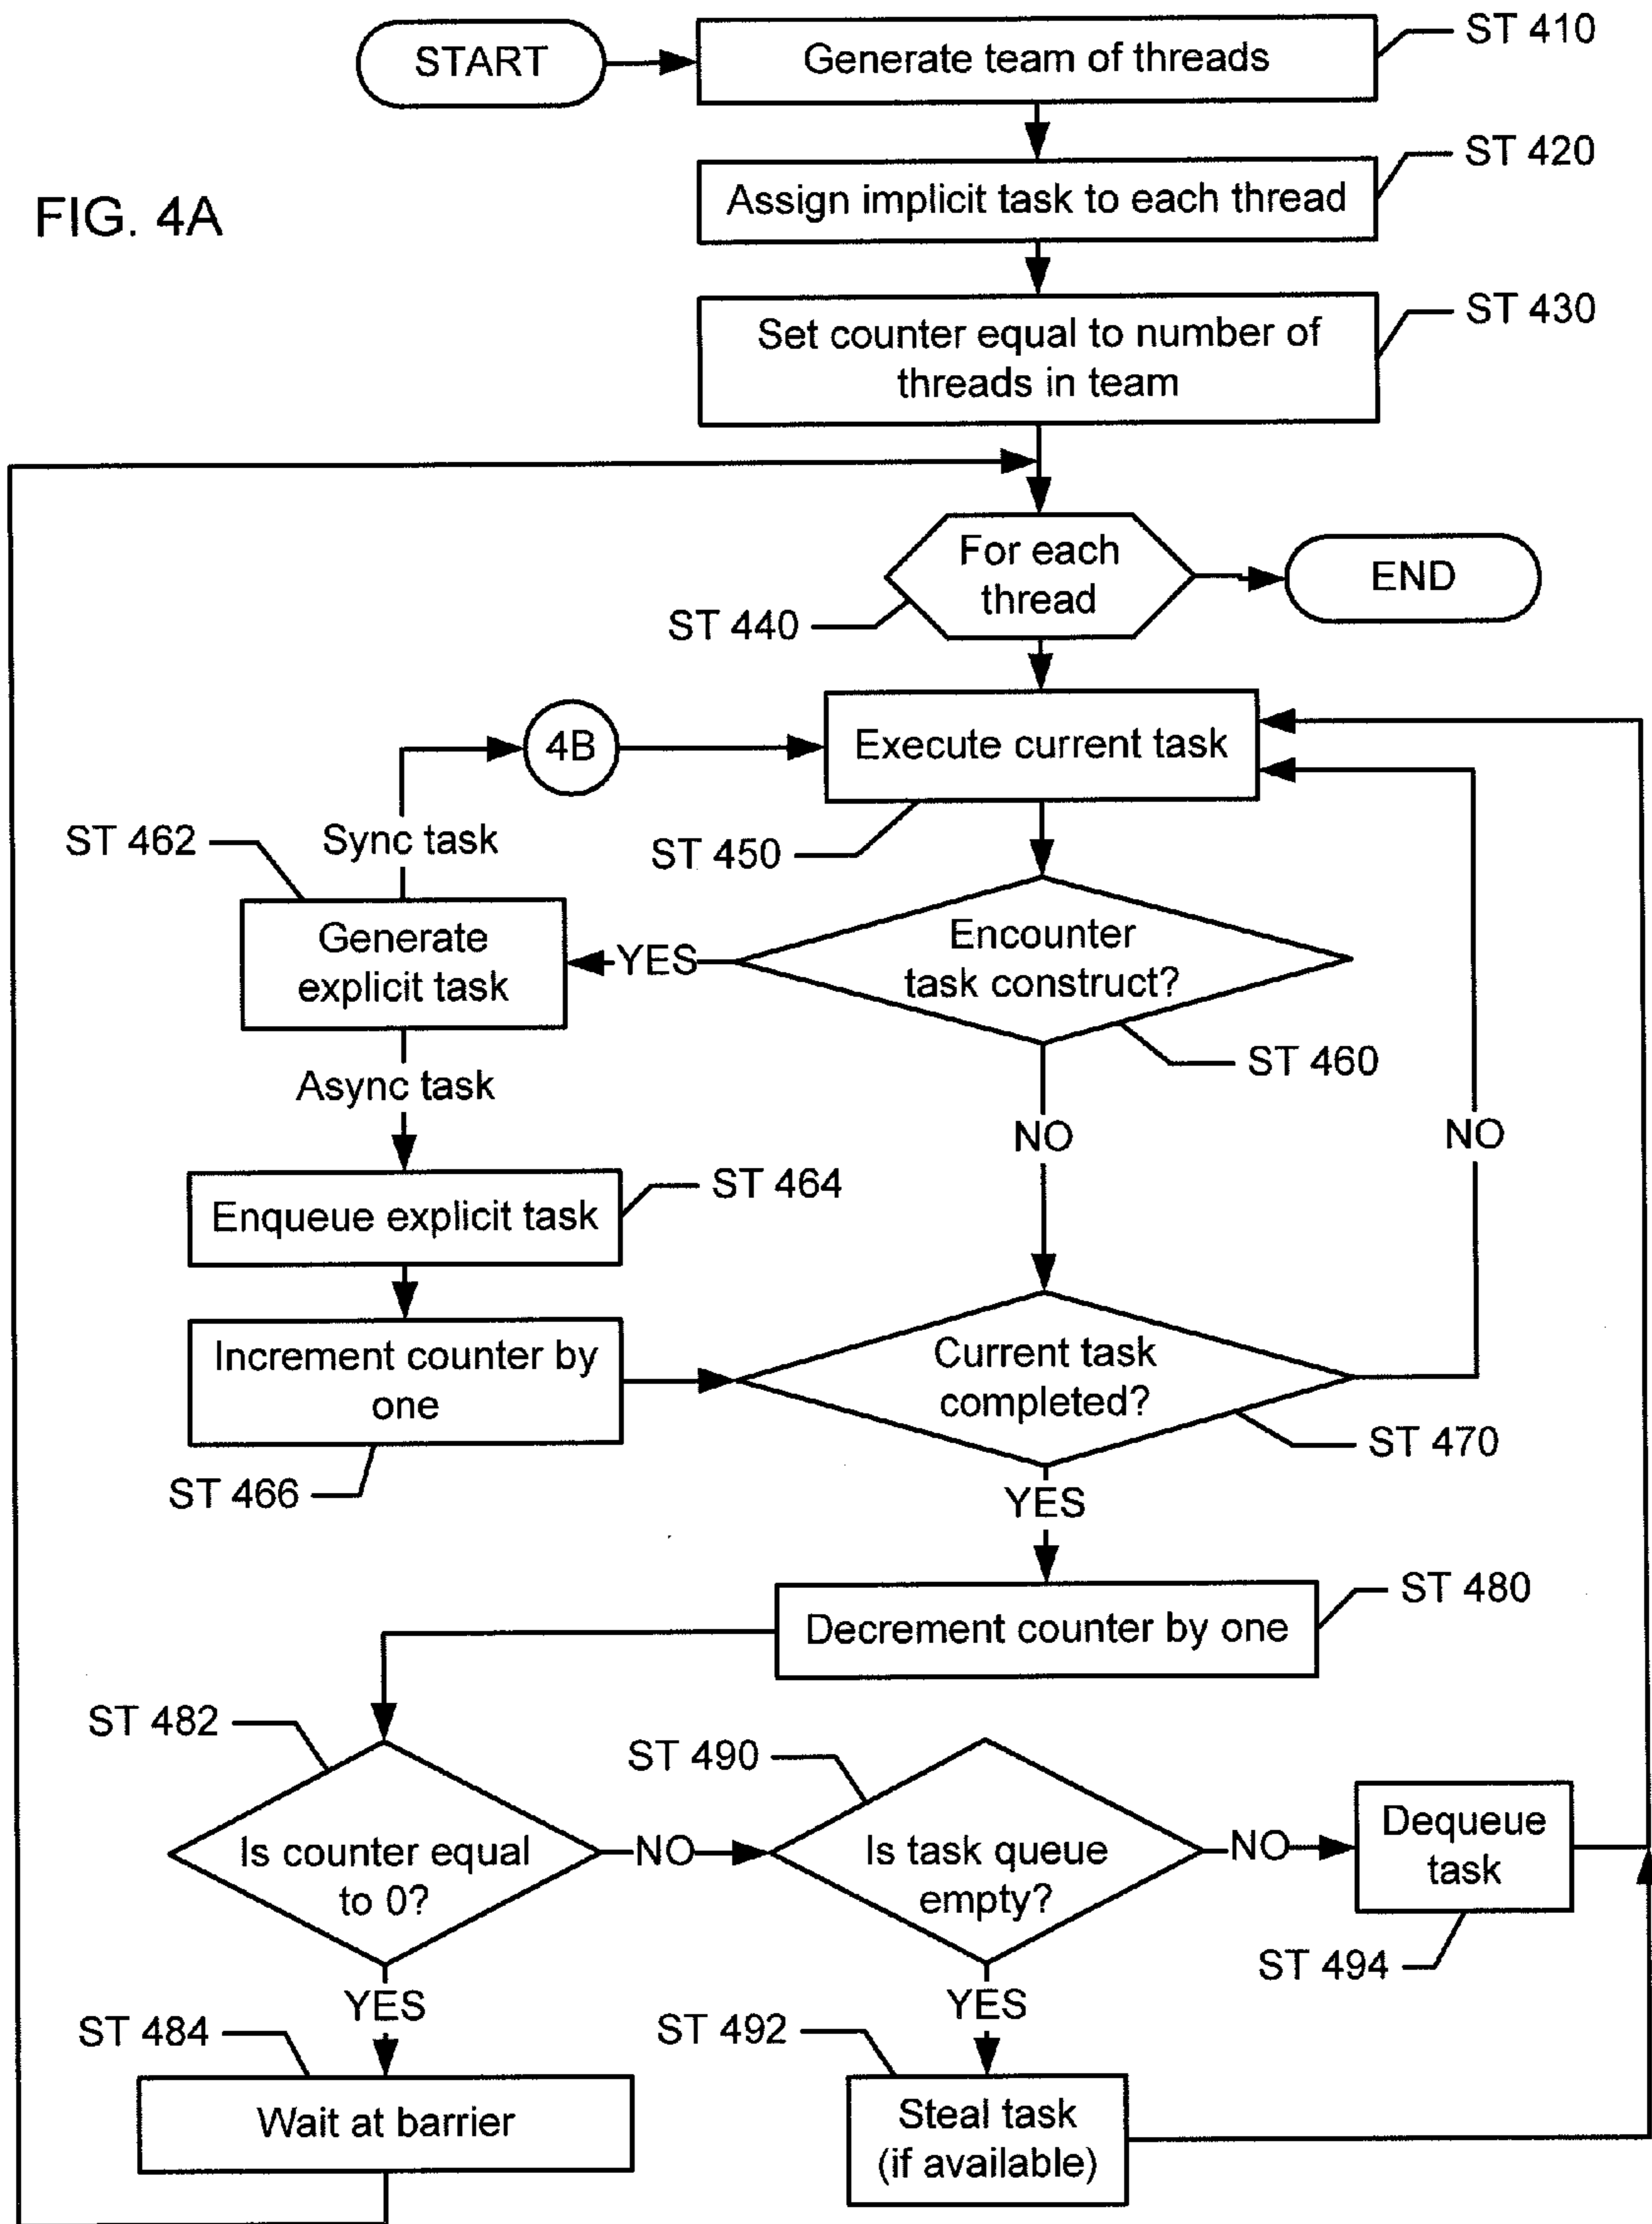 START
Generate team of threads
ST 410
FIG. 4A
Assign implicit task to each thread
ST 420
Set counter equal to number of
threads in team
ST 430
For each
thread
END
ST 440
4B
Execute current task
ST 450
ST 462
Sync task
Generate
explicit task
YES
Encounter
task construct?
ST 460
Async task
NO
NO
Enqueue explicit task
ST 464
Increment counter by
one
ST 466
Current task
completed?
ST 470
YES
Decrement counter by one
ST 480
ST 482
Is counter equal
to 0?
NO
ST 490
Is task queue
empty?
NO
Dequeue
task
ST 494
YES
YES
ST 484
Wait at barrier
ST 492
Steal task
(if available)